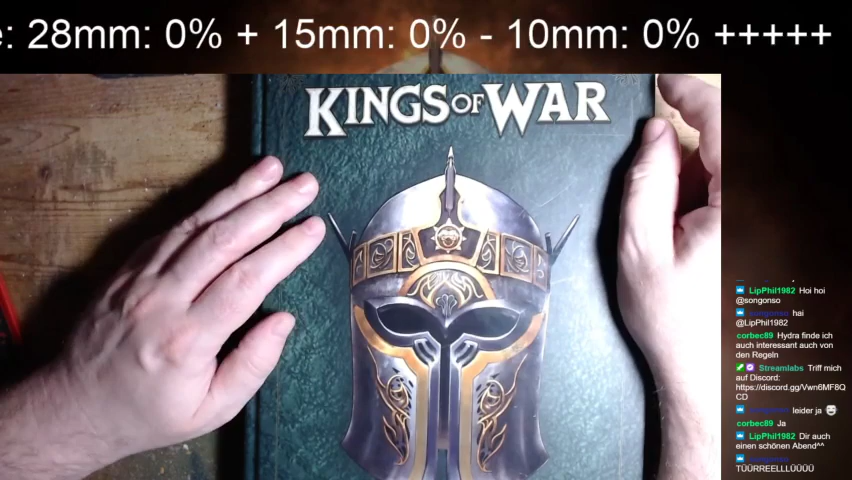 e: 28mm: 0% + 15mm: 0% - 10mm: 0% +++++
KINGS OF WAR
LipPhil1982 Hoi hoi
@songonso
songonso hai
@LipPhil1982
corbec89 Hydra finde ich
auch interessant auch von
den Regeln
Streamlabs Triff mich
auf Discord:
https://discord.gg/Vwn6MF8Q
CD
leider ja
corbec89 Ja
LipPhil1982 Dir auch
einen schönen Abend^^
TÜÜRREELLLÜÜÜÜ